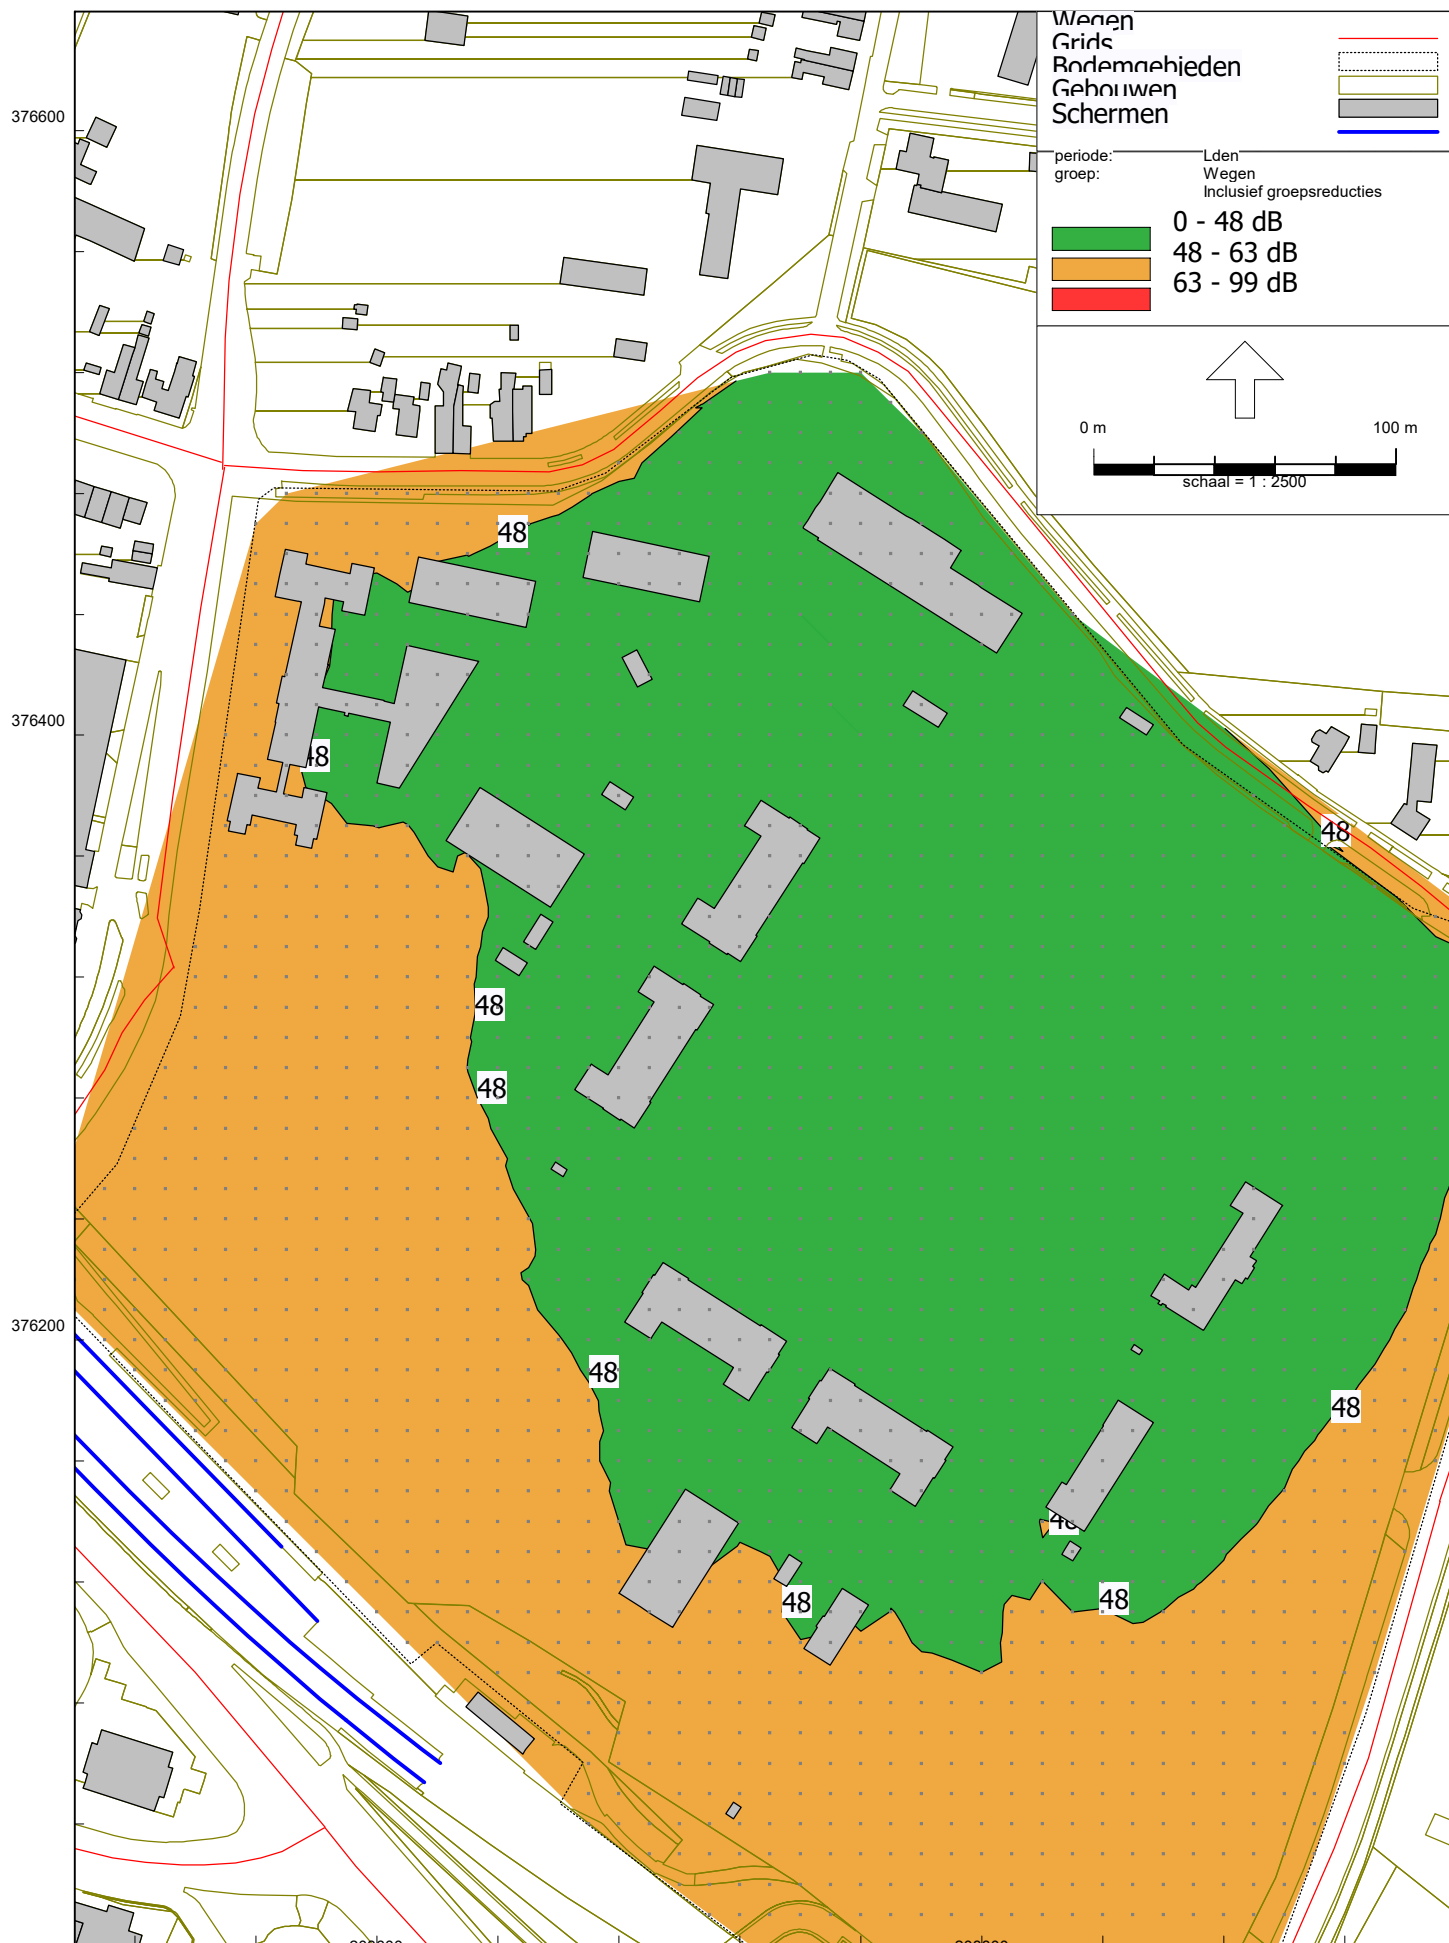 Wegen
Grids
Bodemgebieden
Gebouwen
Schermen
periode: Lden
groep: Wegen
Inclusief groepsreducties
0 - 48 dB
48 - 63 dB
63 - 99 dB
0 m 100 m
schaal = 1 : 2500
376600
48
376400
48
48
48
48
376200
48
48
48
48
48